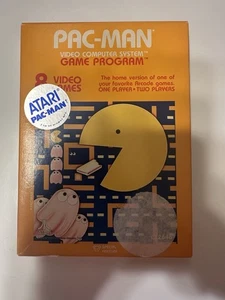 PAC-MAN™
VIDEO COMPUTER SYSTEM™
GAME PROGRAM™
8 VIDEO
GAMES
The home version of one of
your favorite Arcade games.
ONE PLAYER • TWO PLAYERS
ATARI
PAC-MAN